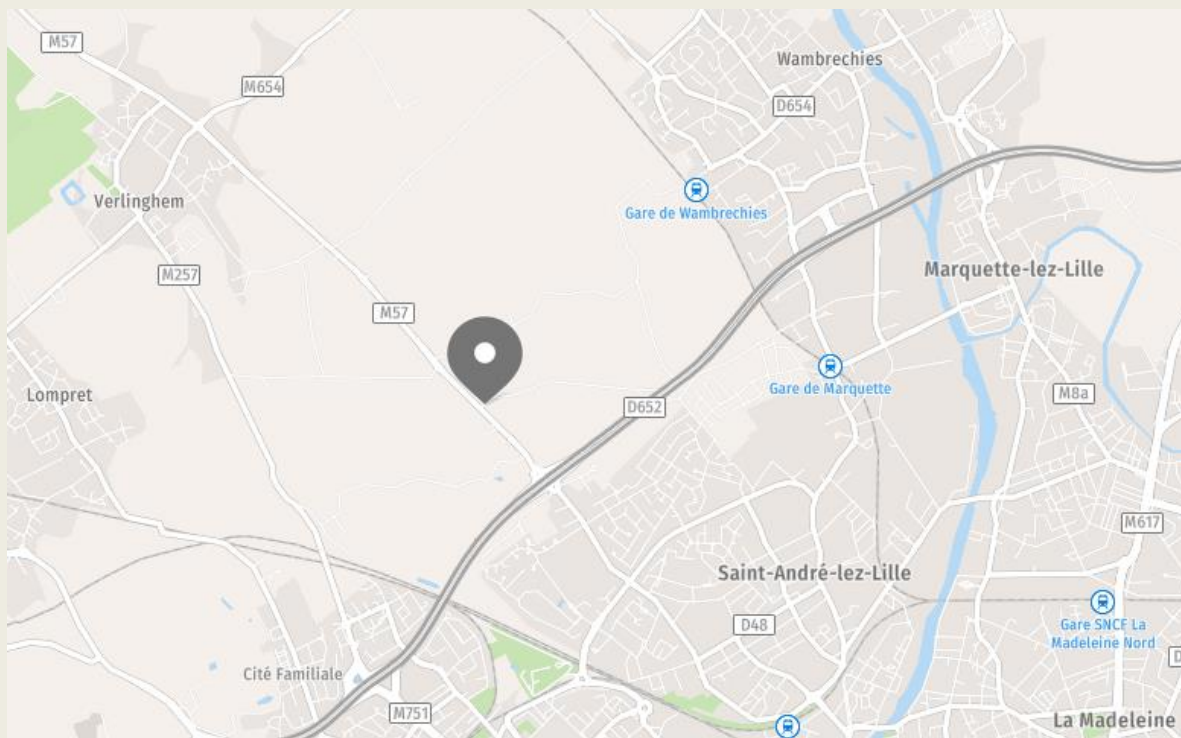 M57
Wambrechies
M654
D654
Verlinghem
Gare de Wambrechies
M257
Marquette-lez-Lille
M57
Lompret
Gare de Marquette
M8a
D652
M617
Saint-André-lez-Lille
D48
Gare SNCF La
Madeleine Nord
D
Cité Familiale
M751
La Madeleine